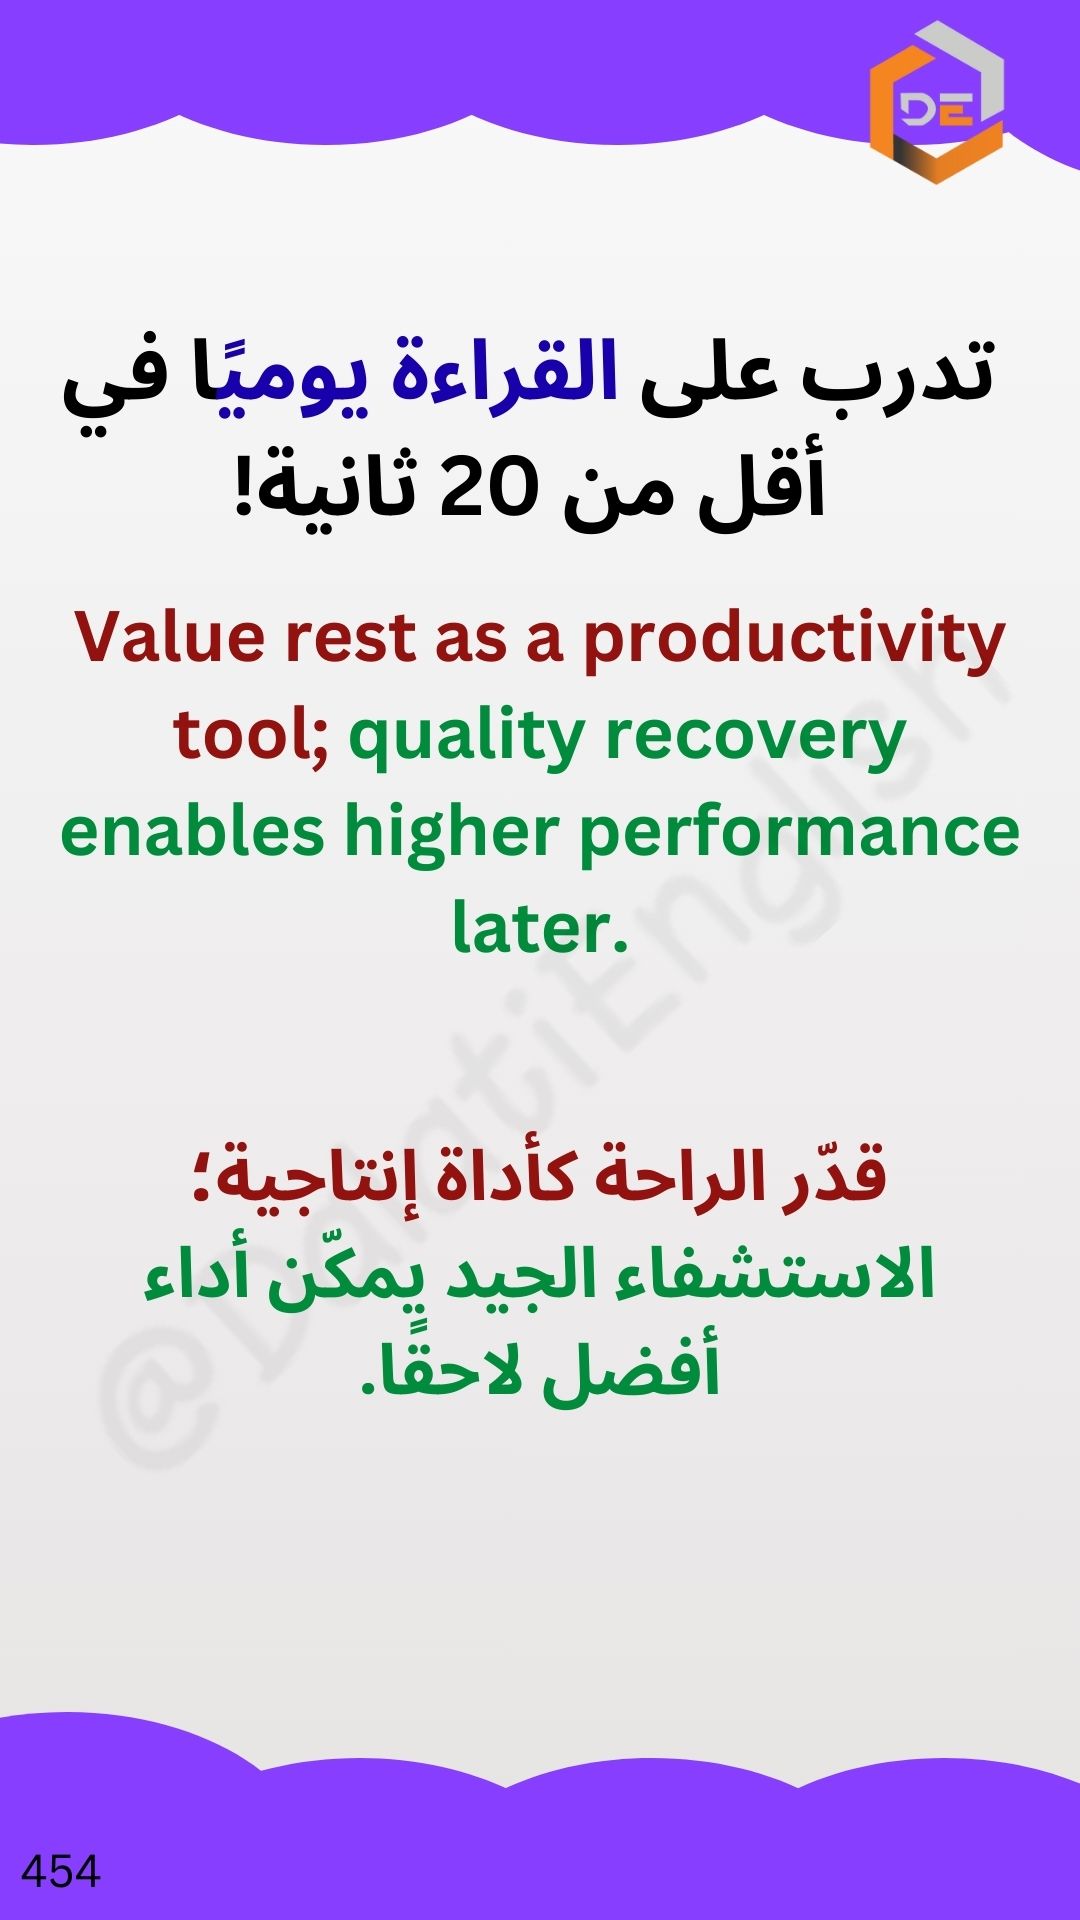 DE
تدرب على القراءة يوميًا في
أقل من 20 ثانية!
Value rest as a productivity
tool; quality recovery
enables higher performance
later.
@DalatiEnglish
قدّر الراحة كأداة إنتاجية؛
الاستشفاء الجيد يمكّن أداء
أفضل لاحقًا.
454